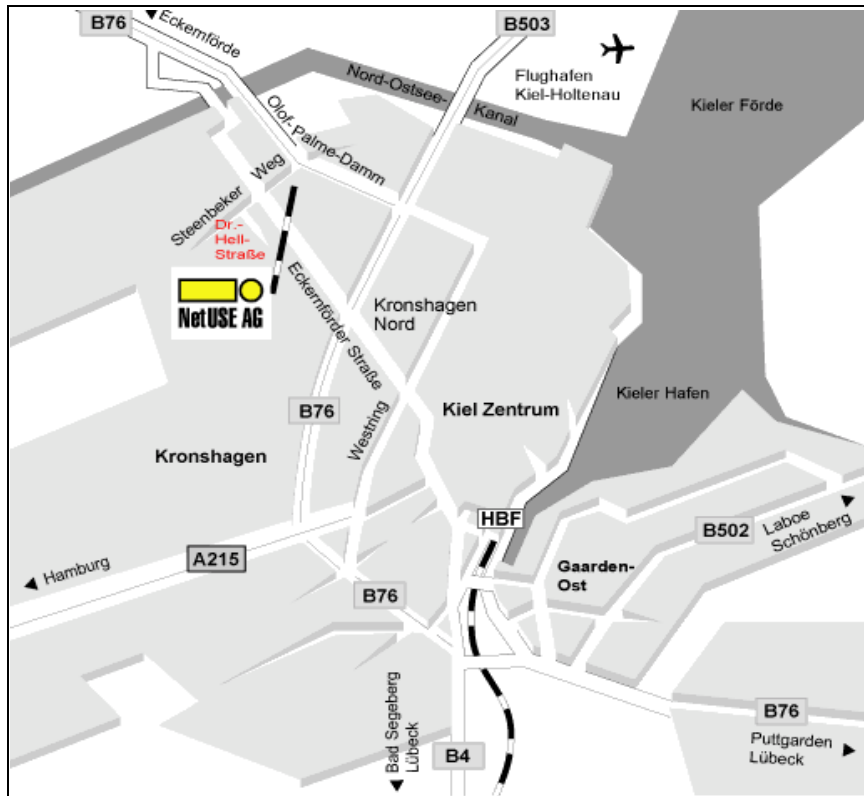 B76
Eckernförde
B503
Flughafen
Kiel-Holtenau
Nord-Ostsee-
Kanal
Kieler Förde
Olof-Palme-Damm
Steenbeker Weg
Dr.-
Hell-
Straße
NetUSE AG
Eckernförder Straße
Kronshagen
Nord
Kieler Hafen
B76
Westring
Kiel Zentrum
Kronshagen
HBF
B502
Laboe
Schönberg
A215
Hamburg
Gaarden-
Ost
B76
B76
Puttgarden
Lübeck
Bad Segeberg
Lübeck
B4